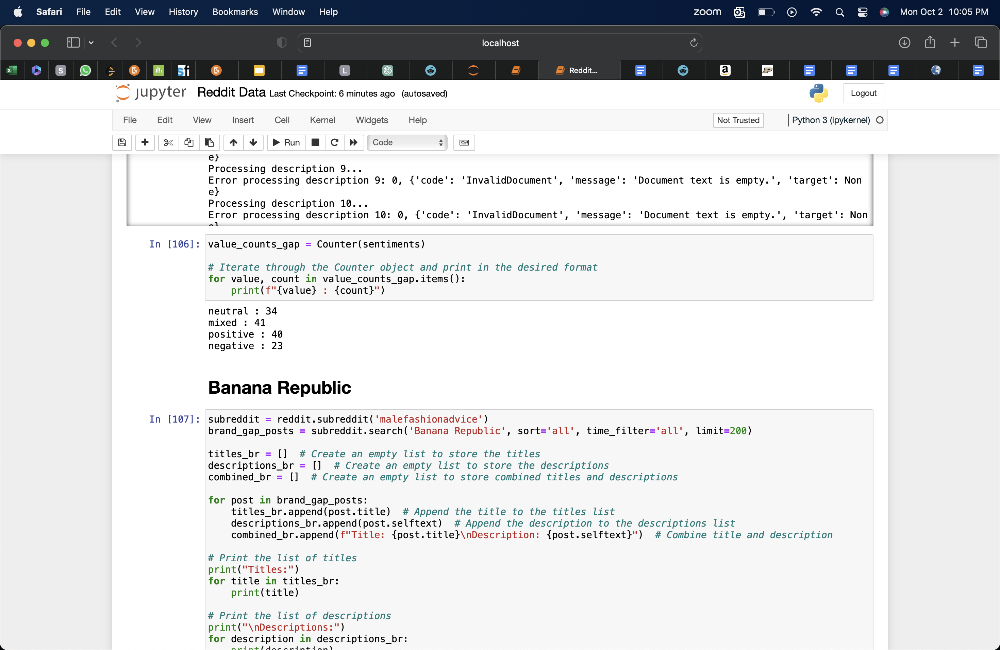 Safari File Edit View History Bookmarks Window Help zoom Mon Oct 2 10:05 PM
localhost
S L Reddit...
jupyter Reddit Data Last Checkpoint: 6 minutes ago (autosaved) Logout
File Edit View Insert Cell Kernel Widgets Help Not Trusted Python 3 (ipykernel)
Run Code
e}
Processing description 9...
Error processing description 9: 0, {'code': 'InvalidDocument', 'message': 'Document text is empty.', 'target': Non
e}
Processing description 10...
Error processing description 10: 0, {'code': 'InvalidDocument', 'message': 'Document text is empty.', 'target': Non
In [106]: value_counts_gap = Counter(sentiments)
# Iterate through the Counter object and print in the desired format
for value, count in value_counts_gap.items():
    print(f"{value} : {count}")
neutral : 34
mixed : 41
positive : 40
negative : 23
Banana Republic
In [107]: subreddit = reddit.subreddit('malefashionadvice')
brand_gap_posts = subreddit.search('Banana Republic', sort='all', time_filter='all', limit=200)
titles_br = []  # Create an empty list to store the titles
descriptions_br = []  # Create an empty list to store the descriptions
combined_br = []  # Create an empty list to store combined titles and descriptions
for post in brand_gap_posts:
    titles_br.append(post.title)  # Append the title to the titles list
    descriptions_br.append(post.selftext)  # Append the description to the descriptions list
    combined_br.append(f"Title: {post.title}\nDescription: {post.selftext}")  # Combine title and description
# Print the list of titles
print("Titles:")
for title in titles_br:
    print(title)
# Print the list of descriptions
print("\nDescriptions:")
for description in descriptions_br:
    print(description)